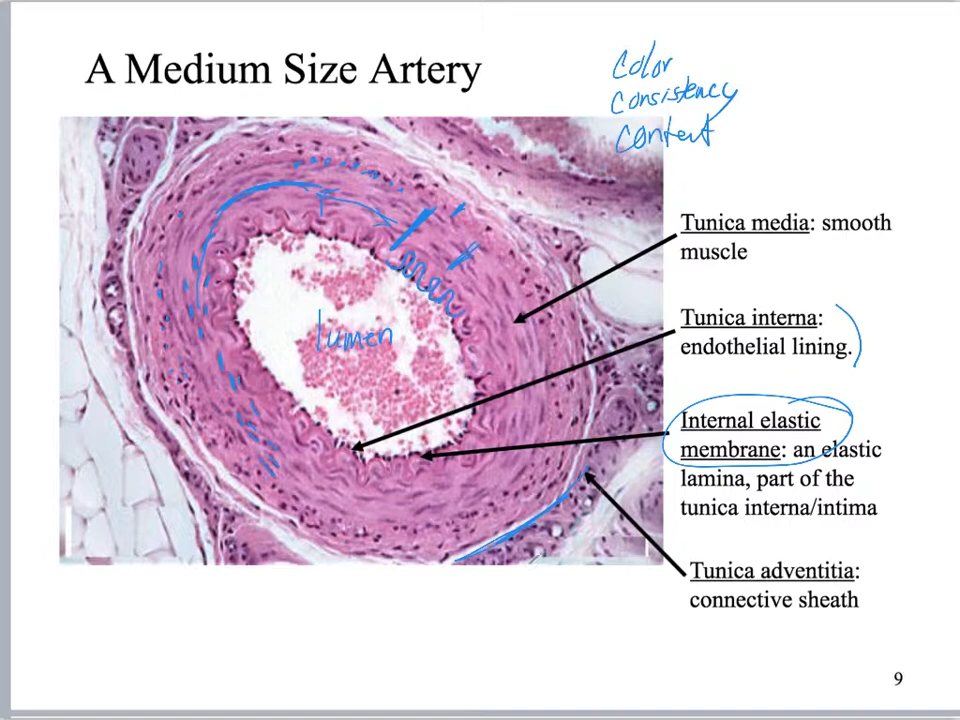 A Medium Size Artery
Color
Consistency
Content
Tunica media: smooth
muscle
Tunica interna:
endothelial lining.
lumen
Internal elastic
membrane: an elastic
lamina, part of the
tunica interna/intima
Tunica adventitia:
connective sheath
9